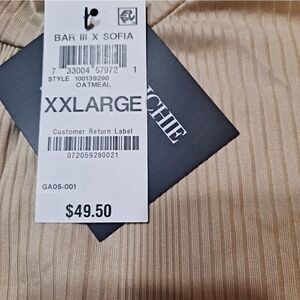 BAR III X SOFIA
7 33004 57972 1
STYLE 100139290
OATMEAL
XXLARGE
Customer Return Label
072059280021
GA05-001
$49.50
CHIE